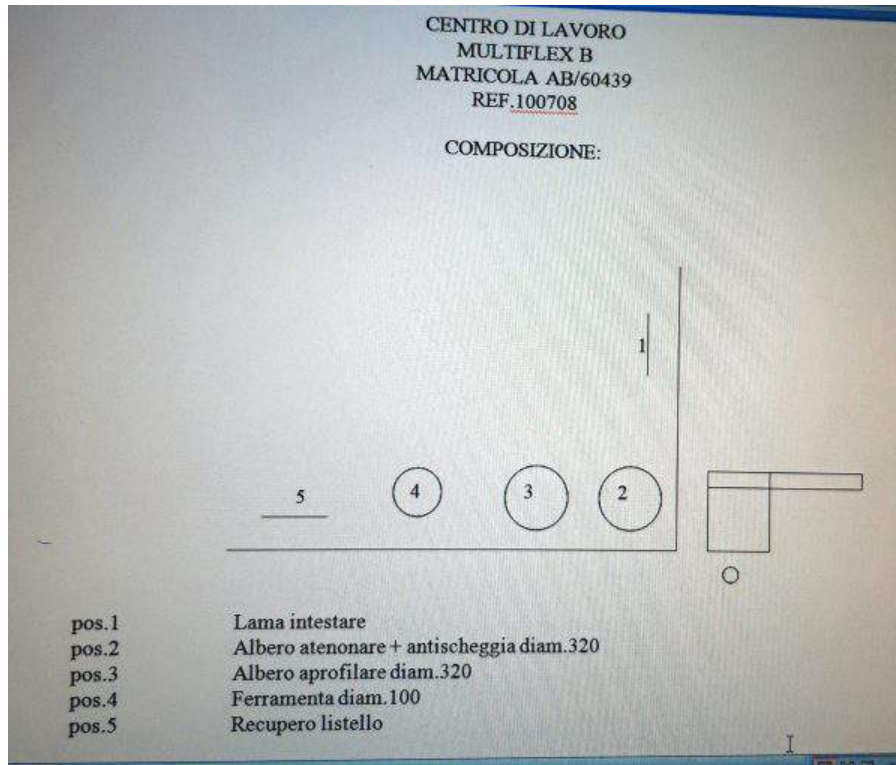 CENTRO DI LAVORO
MULTIFLEX B
MATRICOLA AB/60439
REF.100708
COMPOSIZIONE:
1
5
4
3
2
pos.1 Lama intestare
pos.2 Albero atenonare + antischeggia diam.320
pos.3 Albero aprofilare diam.320
pos.4 Ferramenta diam.100
pos.5 Recupero listello